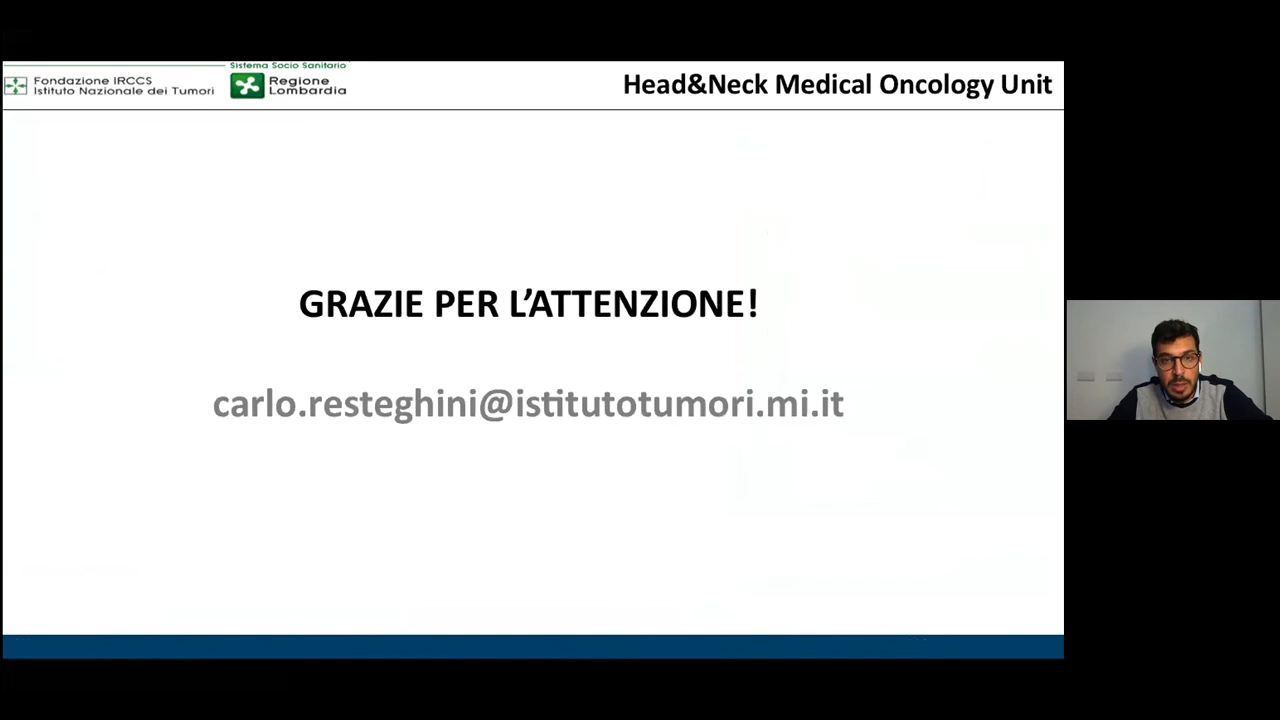 Fondazione IRCCS
Istituto Nazionale dei Tumori
Sistema Socio Sanitario
Regione
Lombardia
Head&Neck Medical Oncology Unit
GRAZIE PER L’ATTENZIONE!
carlo.resteghini@istitutotumori.mi.it